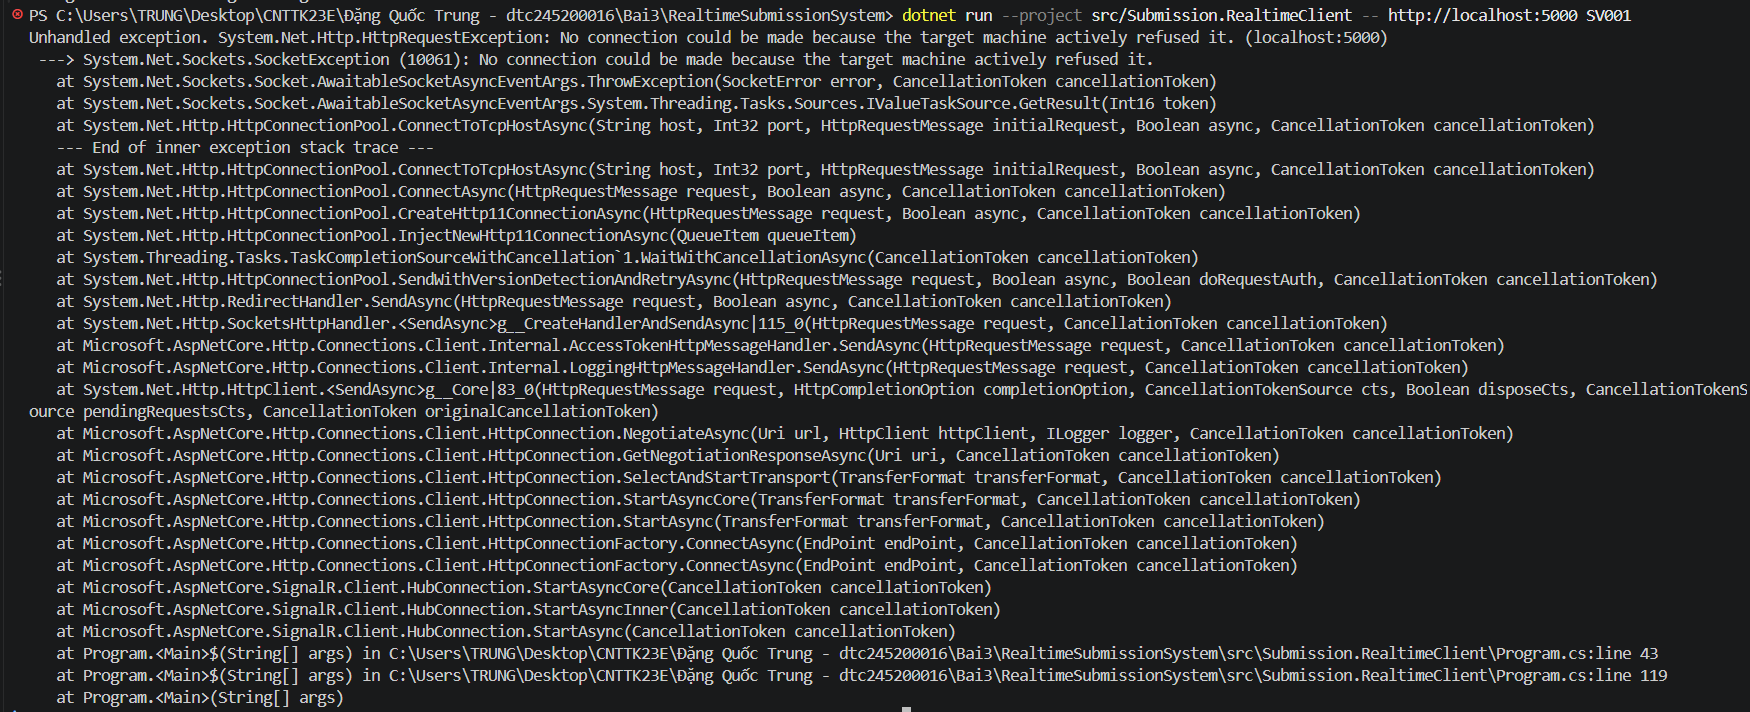 PS C:\Users\TRUNG\Desktop\CNTTK23E\Đặng Quốc Trung - dtc245200016\Bai3\RealtimeSubmissionSystem> dotnet run --project src/Submission.RealtimeClient -- http://localhost:5000 SV001
Unhandled exception. System.Net.Http.HttpRequestException: No connection could be made because the target machine actively refused it. (localhost:5000)
---> System.Net.Sockets.SocketException (10061): No connection could be made because the target machine actively refused it.
at System.Net.Sockets.Socket.AwaitableSocketAsyncEventArgs.ThrowException(SocketError error, CancellationToken cancellationToken)
at System.Net.Sockets.Socket.AwaitableSocketAsyncEventArgs.System.Threading.Tasks.Sources.IValueTaskSource.GetResult(Int16 token)
at System.Net.Http.HttpConnectionPool.ConnectToTcpHostAsync(String host, Int32 port, HttpRequestMessage initialRequest, Boolean async, CancellationToken cancellationToken)
--- End of inner exception stack trace ---
at System.Net.Http.HttpConnectionPool.ConnectToTcpHostAsync(String host, Int32 port, HttpRequestMessage initialRequest, Boolean async, CancellationToken cancellationToken)
at System.Net.Http.HttpConnectionPool.ConnectAsync(HttpRequestMessage request, Boolean async, CancellationToken cancellationToken)
at System.Net.Http.HttpConnectionPool.CreateHttp11ConnectionAsync(HttpRequestMessage request, Boolean async, CancellationToken cancellationToken)
at System.Net.Http.HttpConnectionPool.InjectNewHttp11ConnectionAsync(QueueItem queueItem)
at System.Threading.Tasks.TaskCompletionSourceWithCancellation`1.WaitWithCancellationAsync(CancellationToken cancellationToken)
at System.Net.Http.HttpConnectionPool.SendWithVersionDetectionAndRetryAsync(HttpRequestMessage request, Boolean async, Boolean doRequestAuth, CancellationToken cancellationToken)
at System.Net.Http.RedirectHandler.SendAsync(HttpRequestMessage request, Boolean async, CancellationToken cancellationToken)
at System.Net.Http.SocketsHttpHandler.<SendAsync>g__CreateHandlerAndSendAsync|115_0(HttpRequestMessage request, CancellationToken cancellationToken)
at Microsoft.AspNetCore.Http.Connections.Client.Internal.AccessTokenHttpMessageHandler.SendAsync(HttpRequestMessage request, CancellationToken cancellationToken)
at Microsoft.AspNetCore.Http.Connections.Client.Internal.LoggingHttpMessageHandler.SendAsync(HttpRequestMessage request, CancellationToken cancellationToken)
at System.Net.Http.HttpClient.<SendAsync>g__Core|83_0(HttpRequestMessage request, HttpCompletionOption completionOption, CancellationTokenSource cts, Boolean disposeCts, CancellationTokenS
ource pendingRequestsCts, CancellationToken originalCancellationToken)
at Microsoft.AspNetCore.Http.Connections.Client.HttpConnection.NegotiateAsync(Uri url, HttpClient httpClient, ILogger logger, CancellationToken cancellationToken)
at Microsoft.AspNetCore.Http.Connections.Client.HttpConnection.GetNegotiationResponseAsync(Uri uri, CancellationToken cancellationToken)
at Microsoft.AspNetCore.Http.Connections.Client.HttpConnection.SelectAndStartTransport(TransferFormat transferFormat, CancellationToken cancellationToken)
at Microsoft.AspNetCore.Http.Connections.Client.HttpConnection.StartAsyncCore(TransferFormat transferFormat, CancellationToken cancellationToken)
at Microsoft.AspNetCore.Http.Connections.Client.HttpConnection.StartAsync(TransferFormat transferFormat, CancellationToken cancellationToken)
at Microsoft.AspNetCore.Http.Connections.Client.HttpConnectionFactory.ConnectAsync(EndPoint endPoint, CancellationToken cancellationToken)
at Microsoft.AspNetCore.Http.Connections.Client.HttpConnectionFactory.ConnectAsync(EndPoint endPoint, CancellationToken cancellationToken)
at Microsoft.AspNetCore.SignalR.Client.HubConnection.StartAsyncCore(CancellationToken cancellationToken)
at Microsoft.AspNetCore.SignalR.Client.HubConnection.StartAsyncInner(CancellationToken cancellationToken)
at Microsoft.AspNetCore.SignalR.Client.HubConnection.StartAsync(CancellationToken cancellationToken)
at Program.<Main>$(String[] args) in C:\Users\TRUNG\Desktop\CNTTK23E\Đặng Quốc Trung - dtc245200016\Bai3\RealtimeSubmissionSystem\src\Submission.RealtimeClient\Program.cs:line 43
at Program.<Main>$(String[] args) in C:\Users\TRUNG\Desktop\CNTTK23E\Đặng Quốc Trung - dtc245200016\Bai3\RealtimeSubmissionSystem\src\Submission.RealtimeClient\Program.cs:line 119
at Program.<Main>(String[] args)